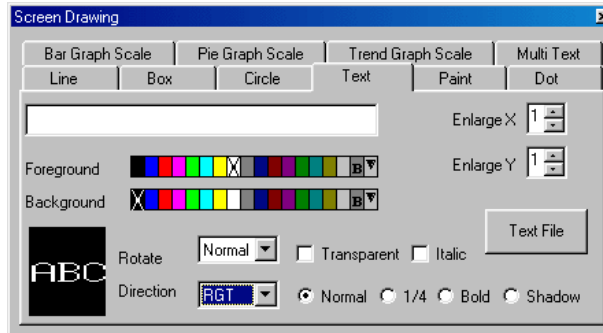 Screen Drawing
Bar Graph Scale Pie Graph Scale Trend Graph Scale Multi Text
Line Box Circle Text Paint Dot
Enlarge X 1
Foreground B Enlarge Y 1
Background B
Text File
ABC Rotate Normal Transparent Italic
Direction RGT Normal 1/4 Bold Shadow